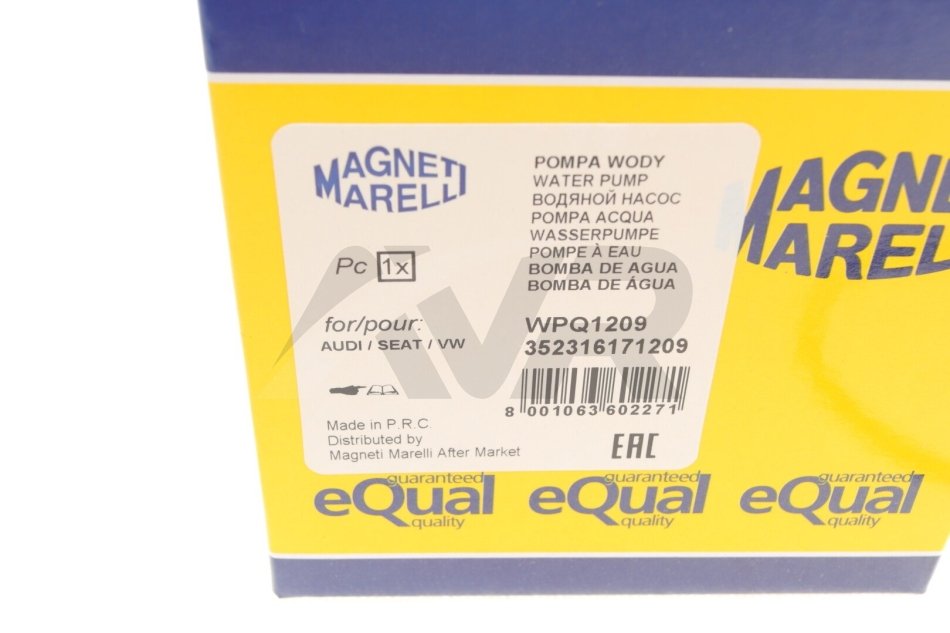 MAGNETI
MARELLI
Pc 1x
for/pour:
AUDI / SEAT / VW
Made in P.R.C.
Distributed by
Magneti Marelli After Market
POMPA WODY
WATER PUMP
ВОДЯНОЙ НАСОС
POMPA ACQUA
WASSERPUMPE
POMPE À EAU
BOMBA DE AGUA
BOMBA DE ÁGUA
WPQ1209
352316171209
8 001063 602271
EAC
MAGNE
MAREL
AVR
guaranteed
eQual
quality
guaranteed
eQual
quality
guaranteed
eQual
quality